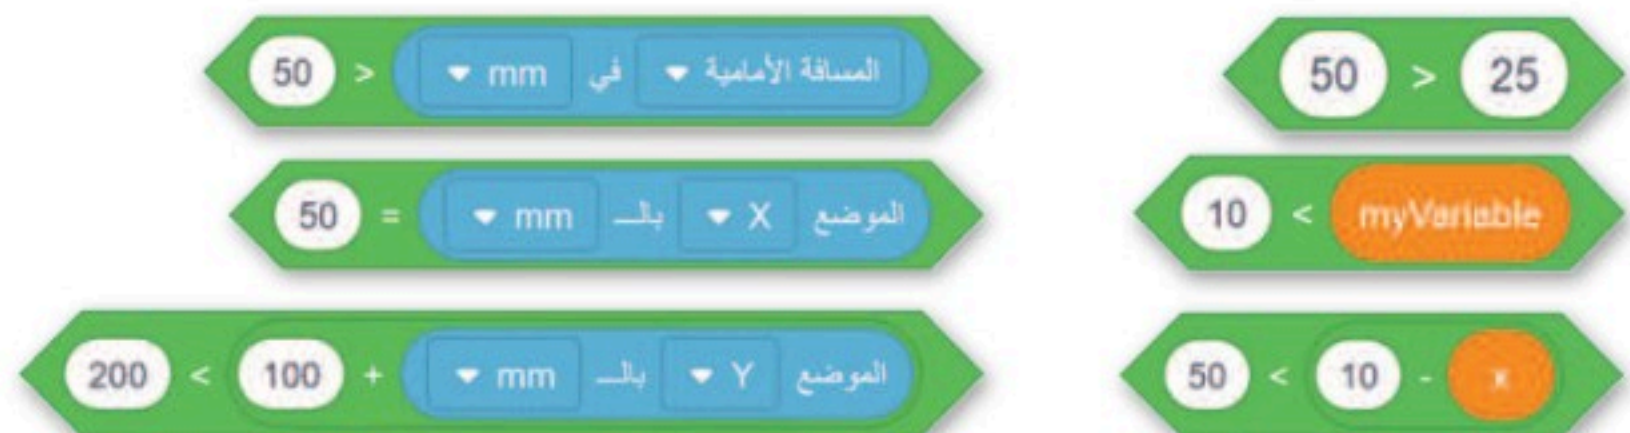 50 > 25
10 < myVariable
50 < 10 - x
المسافة الأمامية في mm < 50
الموضع X بالـ mm = 50
الموضع Y بالـ mm + 100 > 200